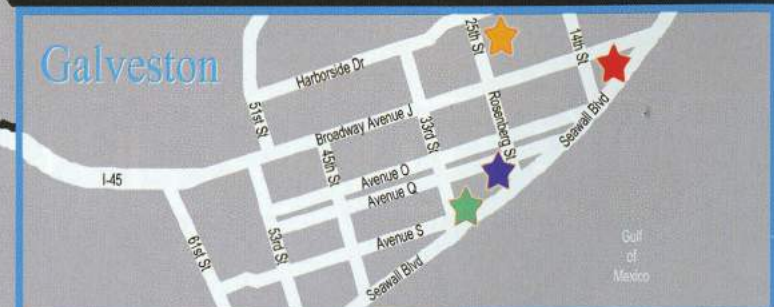 Galveston
Harborside Dr
25th St
14th St
51st St.
Broadway Avenue J
33rd St.
Rosenberg St.
Seawall Blvd
45th St.
Avenue O
Avenue Q
I-45
61st St
53rd St.
Avenue S
Seawall Blvd
Gulf
of
Mexico